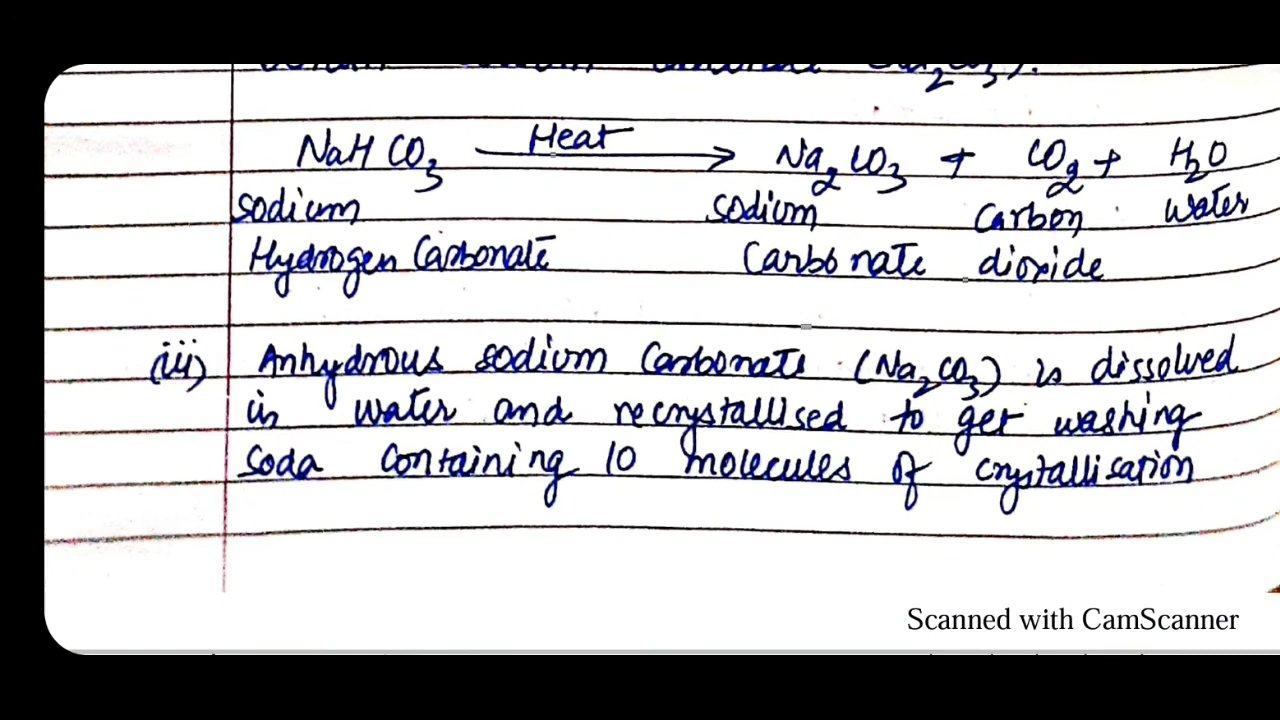 NaHCO₃ Heat → Na₂CO₃ + CO₂ + H₂O
sodium sodium Carbon water
Hydrogen Carbonate Carbonate dioxide
(iii) Anhydrous sodium Carbonate (Na₂CO₃) is dissolved
in water and recrystallised to get washing
soda containing 10 molecules of crystallisation
Scanned with CamScanner